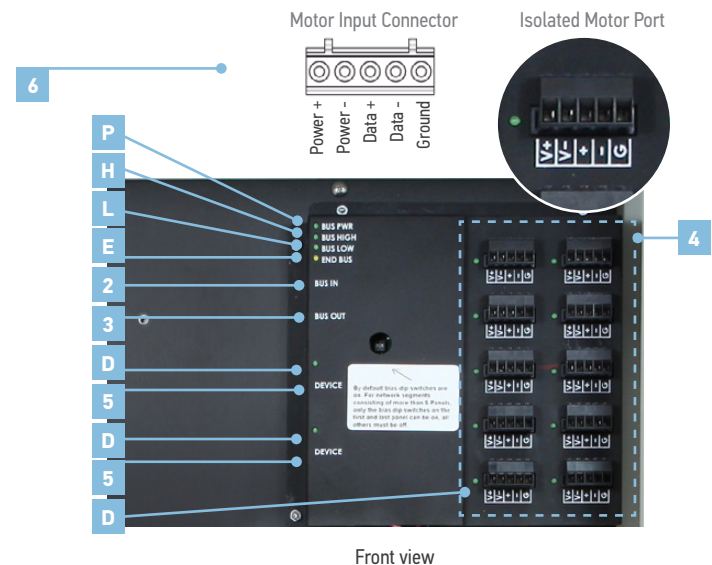 Motor Input Connector
Isolated Motor Port
6
Power +
Power -
Data +
Data -
Ground
V+ V- + - G
P
H
L
E
2
3
D
5
D
5
D
4
BUS PWR
BUS HIGH
BUS LOW
END BUS
BUS IN
BUS OUT
DEVICE
By default bias dip switches are
on. For network segments
consisting of more than 5 Panels,
only the bias dip switches on the
first and last panel can be on, all
others must be off.
DEVICE
V+ V- + - G
V+ V- + - G
V+ V- + - G
V+ V- + - G
V+ V- + - G
V+ V- + - G
V+ V- + - G
V+ V- + - G
V+ V- + - G
V+ V- + - G
Front view